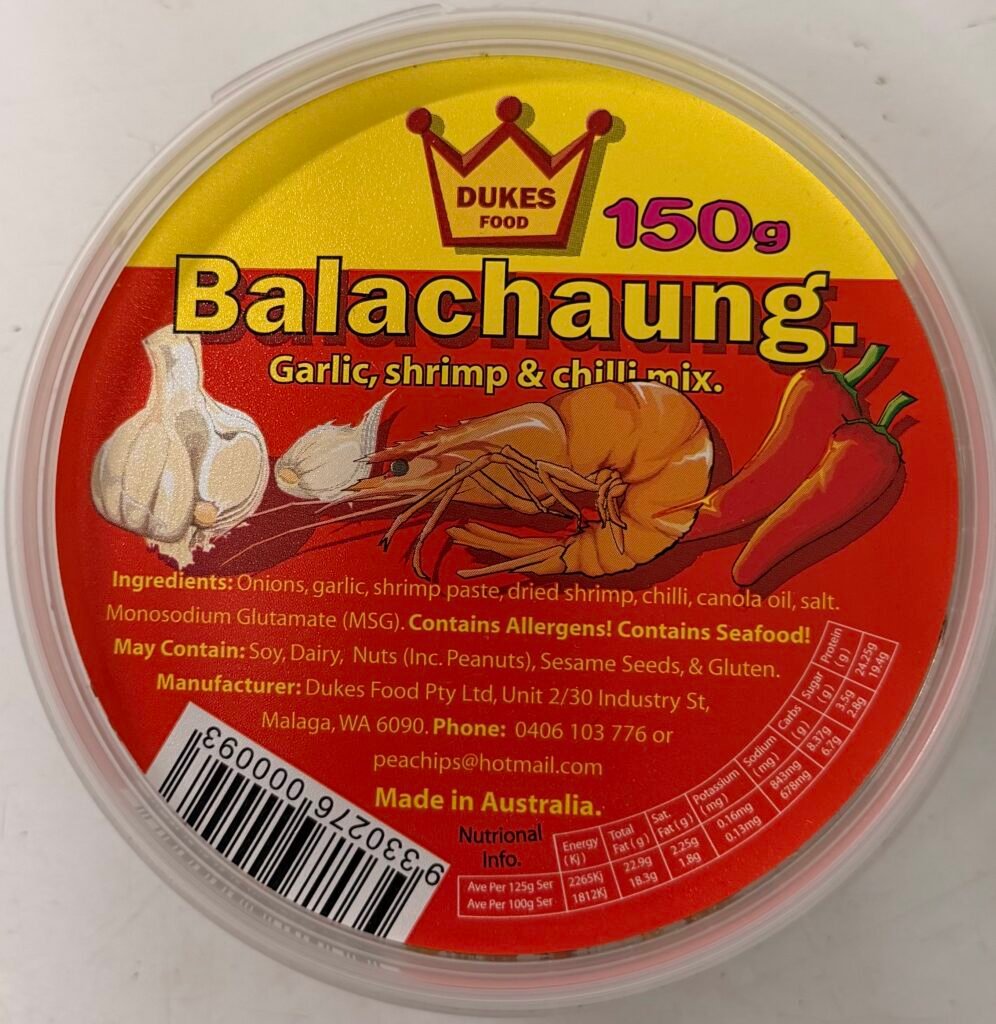 DUKES
FOOD
150g
Balachaung.
Garlic, shrimp & chilli mix.
Ingredients: Onions, garlic, shrimp paste, dried shrimp, chilli, canola oil, salt.
Monosodium Glutamate (MSG). Contains Allergens! Contains Seafood!
May Contain: Soy, Dairy, Nuts (Inc. Peanuts), Sesame Seeds, & Gluten.
Manufacturer: Dukes Food Pty Ltd, Unit 2/30 Industry St,
Malaga, WA 6090. Phone: 0406 103 776 or
peachips@hotmail.com
Made in Australia.
9 330276 000093
Nutrional
Info.
Energy (Kj) Total Fat (g) Sat. Fat (g) Potassium (mg) Sodium (mg) Carbs (g) Sugar (g) Protein (g)
Ave Per 125g Ser 2265Kj 22.9g 2.25g 0.16mg 843mg 8.37g 3.5g 24.25g
Ave Per 100g Ser 1812Kj 18.3g 1.8g 0.13mg 678mg 6.7g 2.8g 19.4g